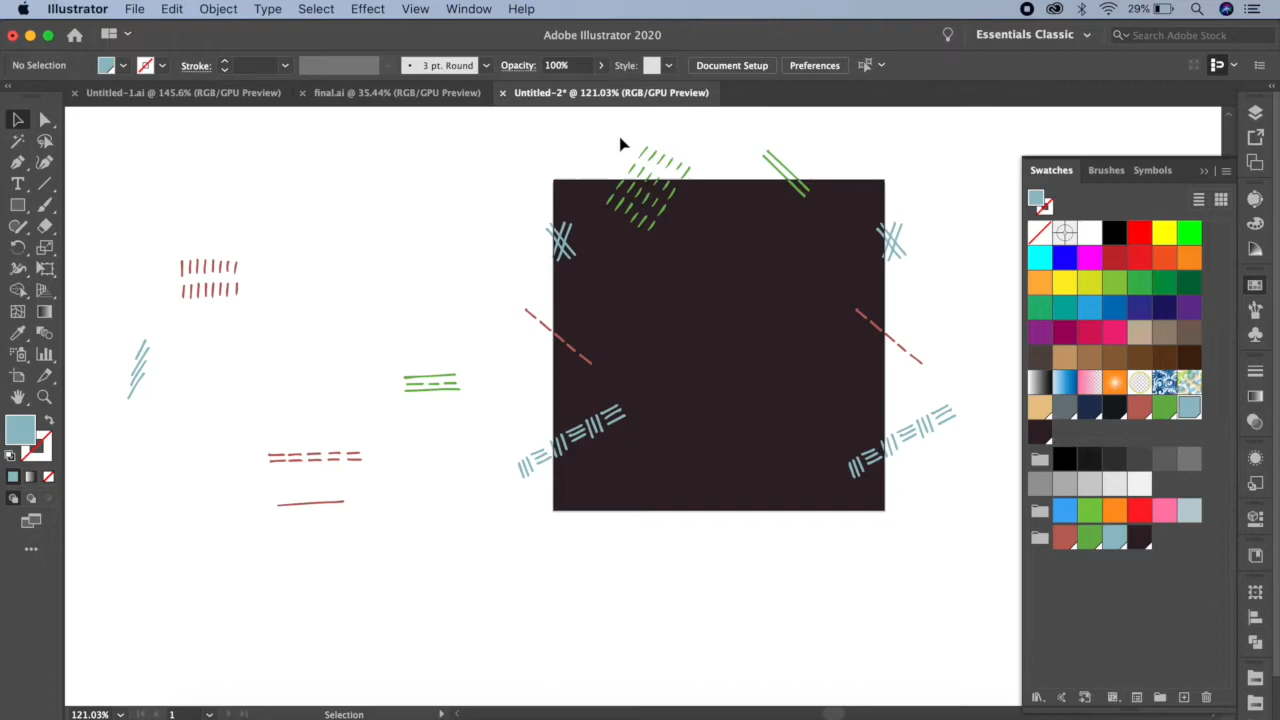 Illustrator File Edit Object Type Select Effect View Window Help 29%
Adobe Illustrator 2020 Essentials Classic Search Adobe Stock
No Selection Stroke: 3 pt. Round Opacity: 100% Style: Document Setup Preferences
Untitled-1.ai @ 145.6% (RGB/GPU Preview) final.ai @ 35.44% (RGB/GPU Preview) Untitled-2* @ 121.03% (RGB/GPU Preview)
Swatches Brushes Symbols
121.03% 1 Selection